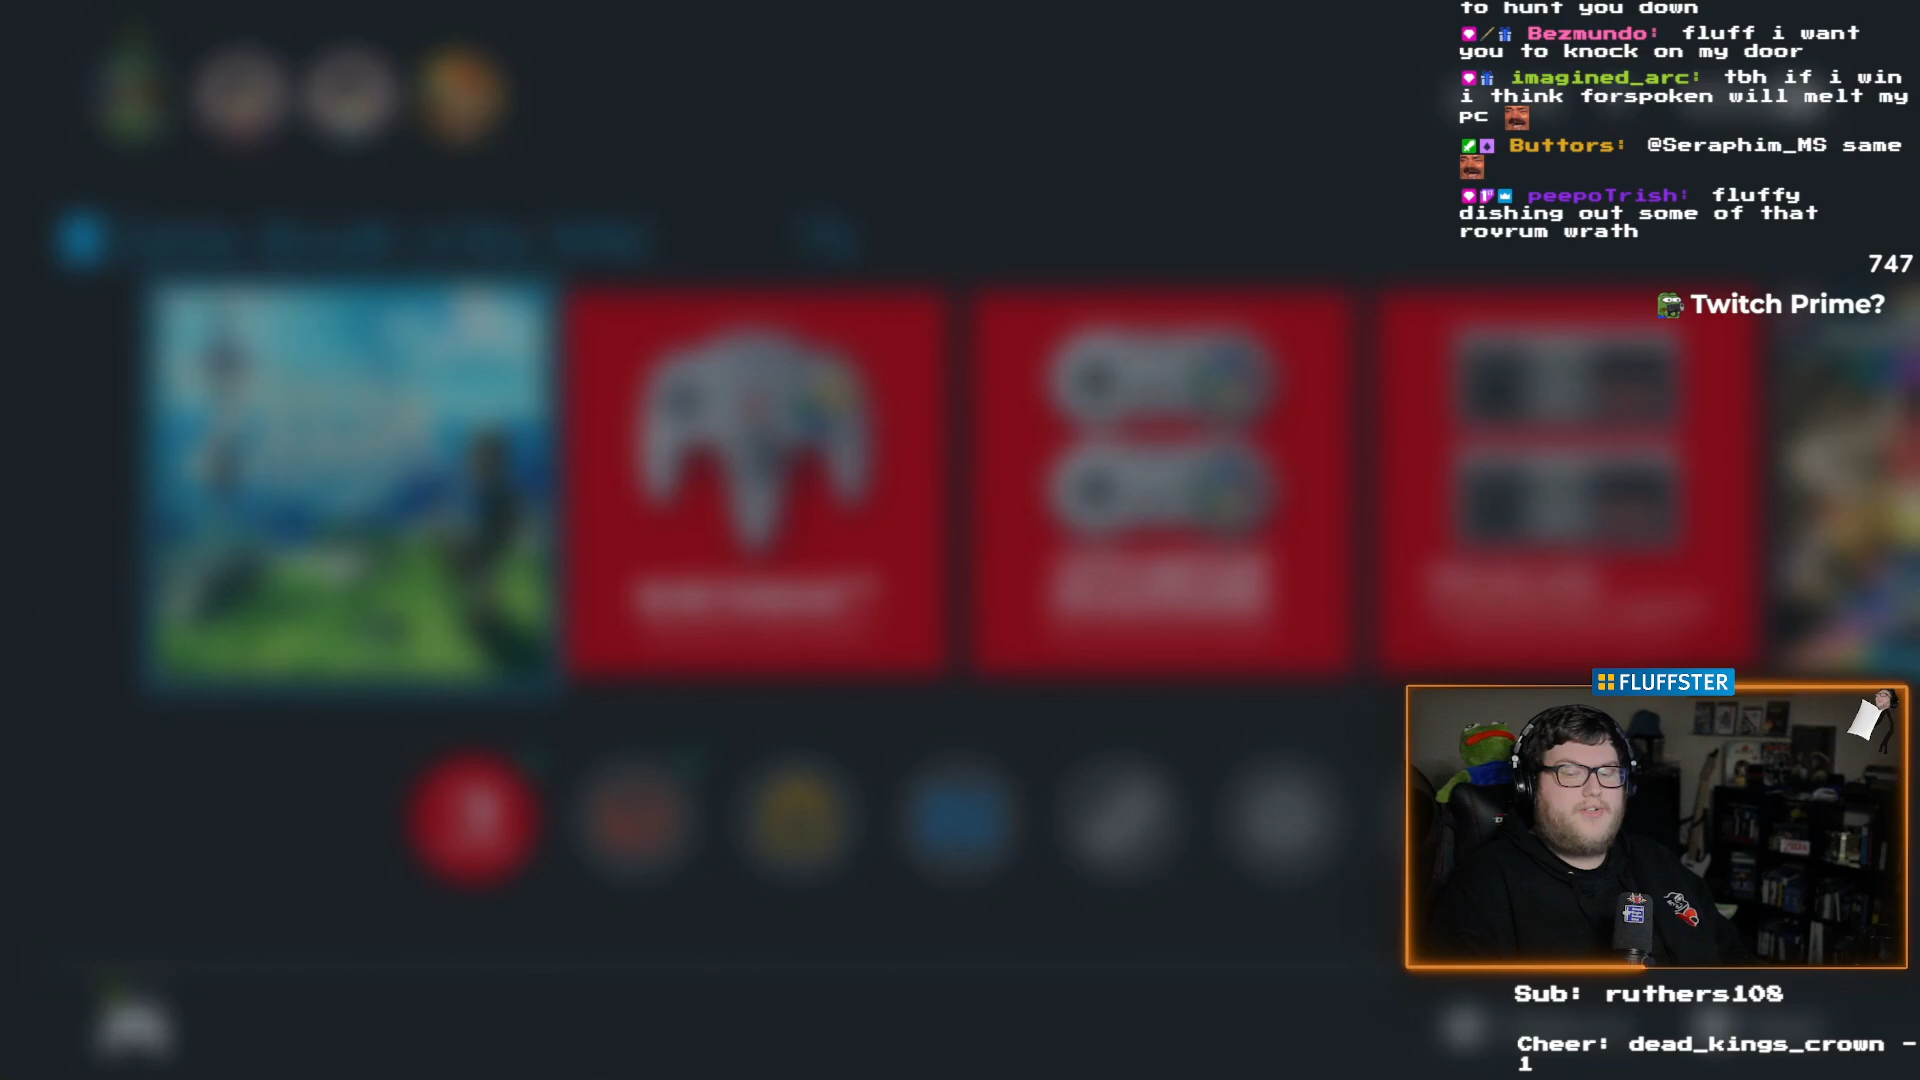 to hunt you down
Bezmundo: fluff i want
you to knock on my door
imagined_arc: tbh if i win
i think forspoken will melt my
pc
Buttors: @Seraphim_MS same
peepoTrish: fluffy
dishing out some of that
rovrum wrath
747
Twitch Prime?
FLUFFSTER
Sub: ruthers108
Cheer: dead_kings_crown -
1